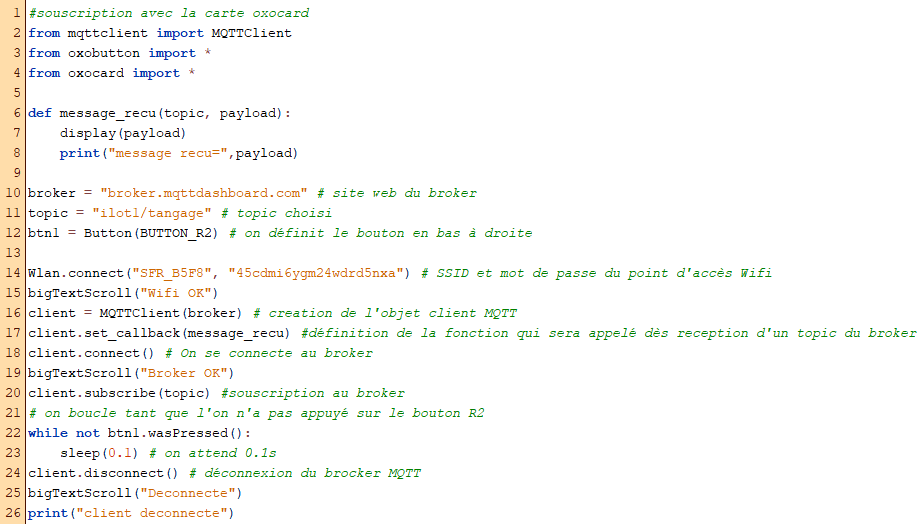 1 #souscription avec la carte oxocard
2 from mqttclient import MQTTClient
3 from oxobutton import *
4 from oxocard import *
5
6 def message_recu(topic, payload):
7     display(payload)
8     print("message recu=",payload)
9
10 broker = "broker.mqttdashboard.com" # site web du broker
11 topic = "ilot1/tangage" # topic choisi
12 btn1 = Button(BUTTON_R2) # on définit le bouton en bas à droite
13
14 Wlan.connect("SFR_B5F8", "45cdmi6ygm24wdrd5nxa") # SSID et mot de passe du point d'accès Wifi
15 bigTextScroll("Wifi OK")
16 client = MQTTClient(broker) # creation de l'objet client MQTT
17 client.set_callback(message_recu) #définition de la fonction qui sera appelé dès reception d'un topic du broker
18 client.connect() # On se connecte au broker
19 bigTextScroll("Broker OK")
20 client.subscribe(topic) #souscription au broker
21 # on boucle tant que l'on n'a pas appuyé sur le bouton R2
22 while not btn1.wasPressed():
23     sleep(0.1) # on attend 0.1s
24 client.disconnect() # déconnexion du brocker MQTT
25 bigTextScroll("Deconnecte")
26 print("client deconnecte")